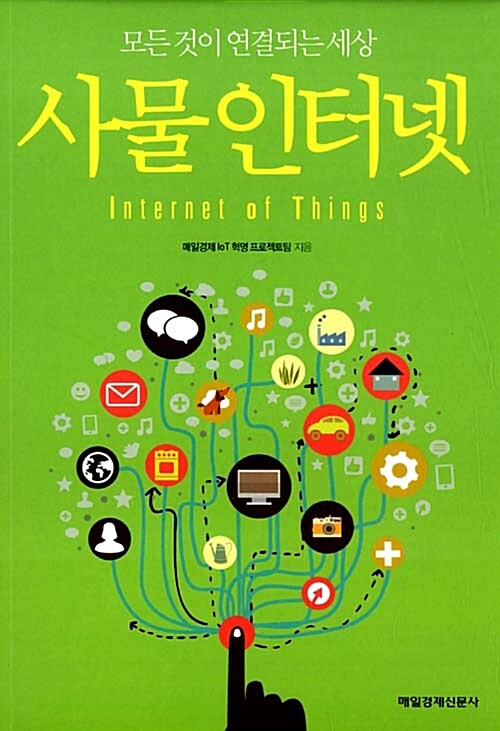 모든 것이 연결되는 세상
사물 인터넷
Internet of Things
매일경제 IoT 혁명 프로젝트팀 지음
매일경제신문사